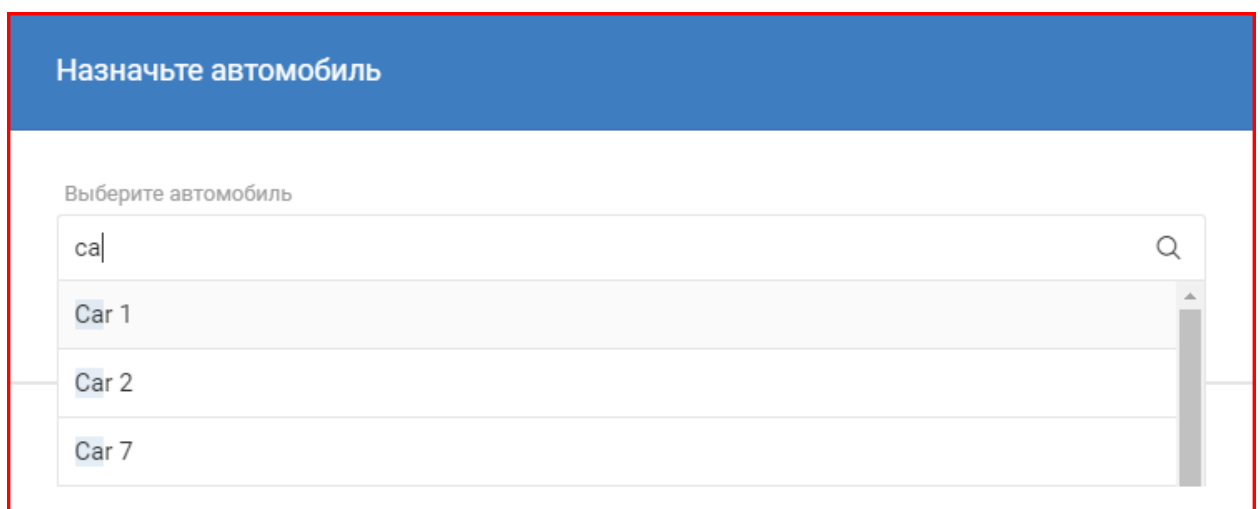 Назначьте автомобиль
Выберите автомобиль
ca
Car 1
Car 2
Car 7